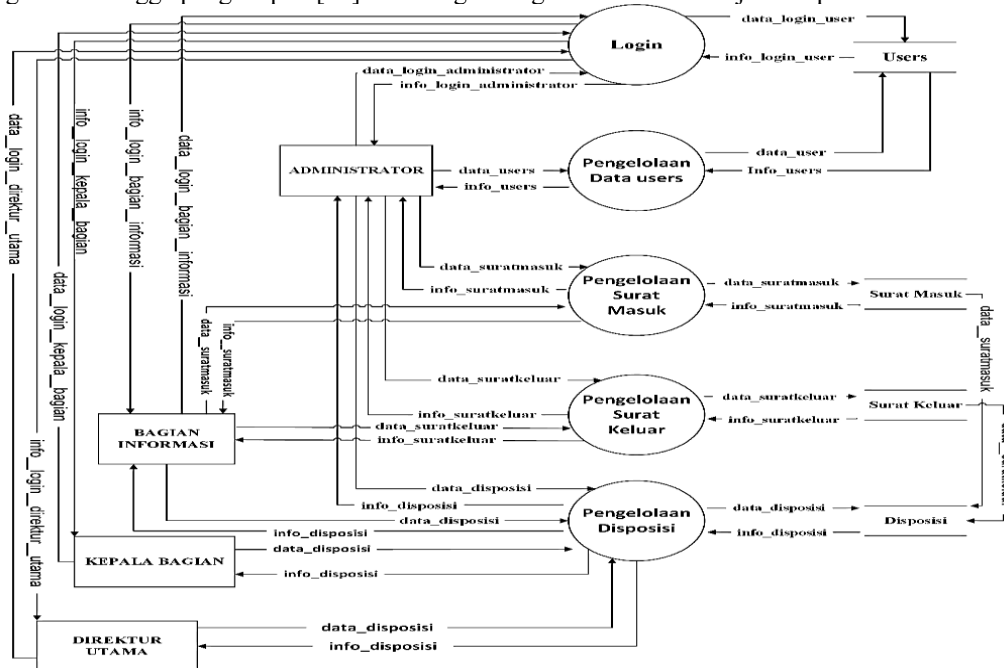 data_login_user
Login
Users
info_login_user
data_login_administrator
info_login_administrator
data_login_direktur_utama
info_login_kepala_bagian
info_login_bagian_informasi
data_login_bagian_informasi
ADMINISTRATOR
data_users
info_users
Pengelolaan
Data users
data_user
Info_users
data_suratmasuk
info_suratmasuk
Pengelolaan
Surat
Masuk
data_suratmasuk
info_suratmasuk
Surat Masuk
data_suratmasuk
data_suratmasuk
info_suratmasuk
data_login_kepala_bagian
info_login_direktur_utama
data_suratkeluar
info_suratkeluar
Pengelolaan
Surat
Keluar
data_suratkeluar
info_suratkeluar
Surat Keluar
BAGIAN
INFORMASI
data_suratkeluar
info_suratkeluar
data_disposisi
info_disposisi
data_disposisi
info_disposisi
Pengelolaan
Disposisi
data_disposisi
info_disposisi
Disposisi
KEPALA BAGIAN
data_disposisi
info_disposisi
DIREKTUR
UTAMA
data_disposisi
info_disposisi